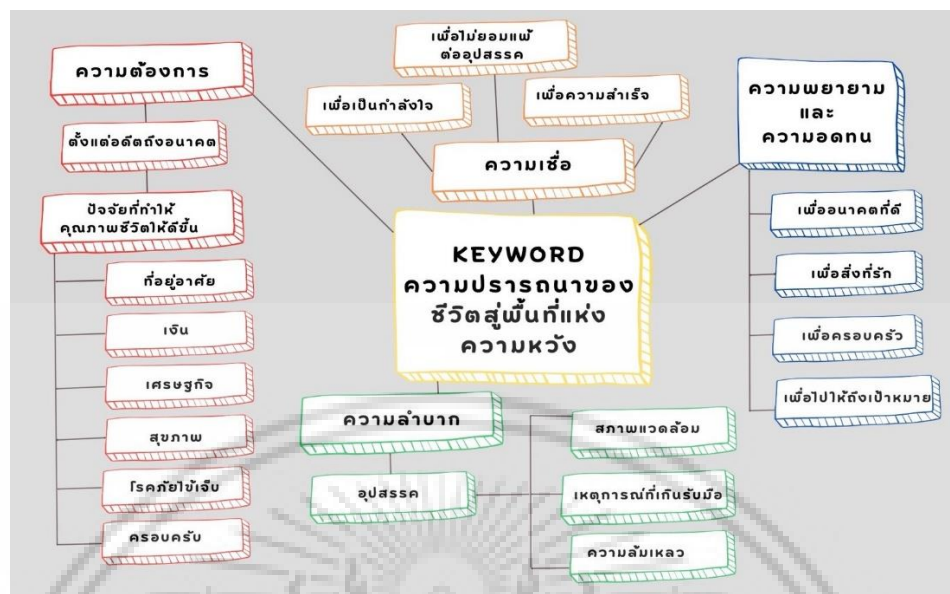 ความต้องการ
ตั้งแต่อดีตถึงอนาคต
ปัจจัยที่ทำให้
คุณภาพชีวิตให้ดีขึ้น
ที่อยู่อาศัย
เงิน
เศรษฐกิจ
สุขภาพ
โรคภัยไข้เจ็บ
ครอบครับ
เพื่อไม่ยอมแพ้
ต่ออุปสรรค
เพื่อเป็นกำลังใจ
เพื่อความสำเร็จ
ความเชื่อ
KEYWORD
ความปรารถนาของ
ชีวิตสู่พื้นที่แห่ง
ความหวัง
ความพยายาม
และ
ความอดทน
เพื่ออนาคตที่ดี
เพื่อสิ่งที่รัก
เพื่อครอบครัว
เพื่อไปให้ถึงเป้าหมาย
ความลำบาก
อุปสรรค
สภาพแวดล้อม
เหตุการณ์ที่เกินรับมือ
ความล้มเหลว